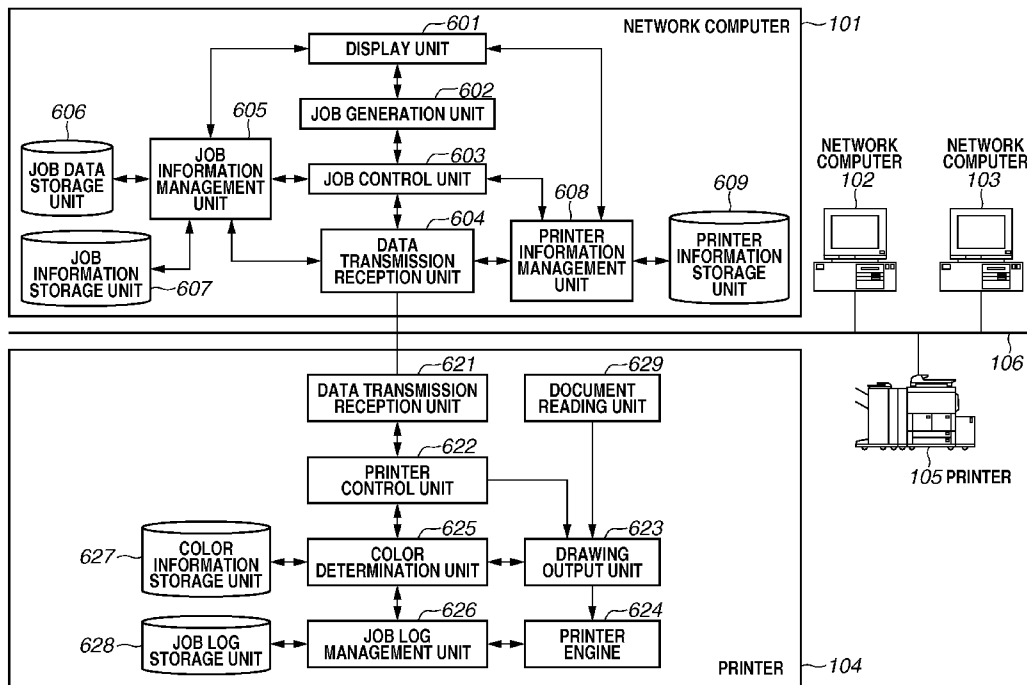 601
DISPLAY UNIT
NETWORK COMPUTER
101
602
JOB GENERATION UNIT
606
JOB DATA
STORAGE
UNIT
605
JOB
INFORMATION
MANAGEMENT
UNIT
603
JOB CONTROL UNIT
604
DATA
TRANSMISSION
RECEPTION UNIT
608
PRINTER
INFORMATION
MANAGEMENT
UNIT
609
PRINTER
INFORMATION
STORAGE
UNIT
JOB
INFORMATION
STORAGE UNIT
607
NETWORK
COMPUTER
102
NETWORK
COMPUTER
103
106
621
DATA TRANSMISSION
RECEPTION UNIT
629
DOCUMENT
READING UNIT
105 PRINTER
622
PRINTER
CONTROL UNIT
627
COLOR
INFORMATION
STORAGE UNIT
625
COLOR
DETERMINATION UNIT
623
DRAWING
OUTPUT UNIT
628
JOB LOG
STORAGE UNIT
626
JOB LOG
MANAGEMENT UNIT
624
PRINTER
ENGINE
PRINTER
104